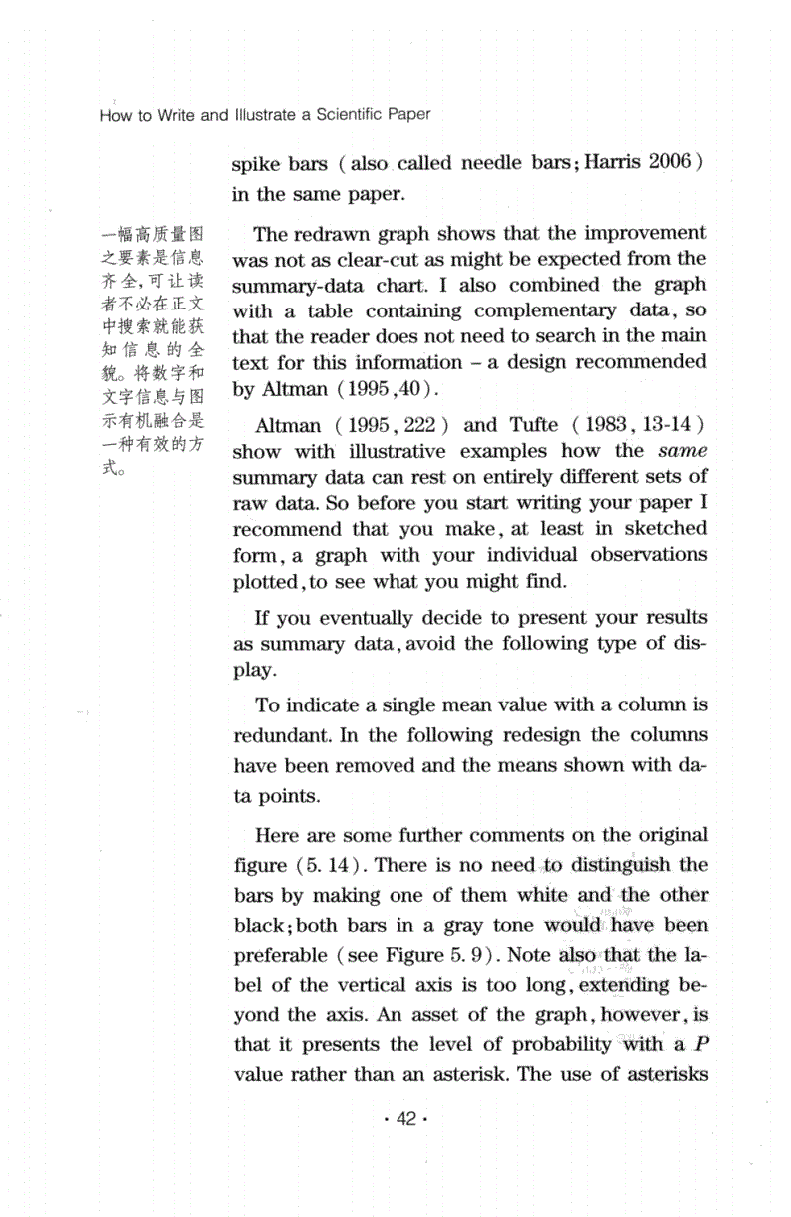 How to Write and Illustrate a Scientific Paper
spike bars (also called needle bars; Harris 2006)
in the same paper.
一幅高质量图
之要素是信息
齐全,可让读
者不必在正文
中搜索就能获
知信息的全
貌。将数字和
文字信息与图
示有机融合是
一种有效的方
式。
The redrawn graph shows that the improvement
was not as clear-cut as might be expected from the
summary-data chart. I also combined the graph
with a table containing complementary data, so
that the reader does not need to search in the main
text for this information – a design recommended
by Altman (1995,40).
Altman (1995, 222) and Tufte (1983, 13-14)
show with illustrative examples how the same
summary data can rest on entirely different sets of
raw data. So before you start writing your paper I
recommend that you make, at least in sketched
form, a graph with your individual observations
plotted, to see what you might find.
If you eventually decide to present your results
as summary data, avoid the following type of dis-
play.
To indicate a single mean value with a column is
redundant. In the following redesign the columns
have been removed and the means shown with da-
ta points.
Here are some further comments on the original
figure (5. 14). There is no need to distinguish the
bars by making one of them white and the other
black; both bars in a gray tone would have been
preferable (see Figure 5. 9). Note also that the la-
bel of the vertical axis is too long, extending be-
yond the axis. An asset of the graph, however, is
that it presents the level of probability with a P
value rather than an asterisk. The use of asterisks
· 42 ·